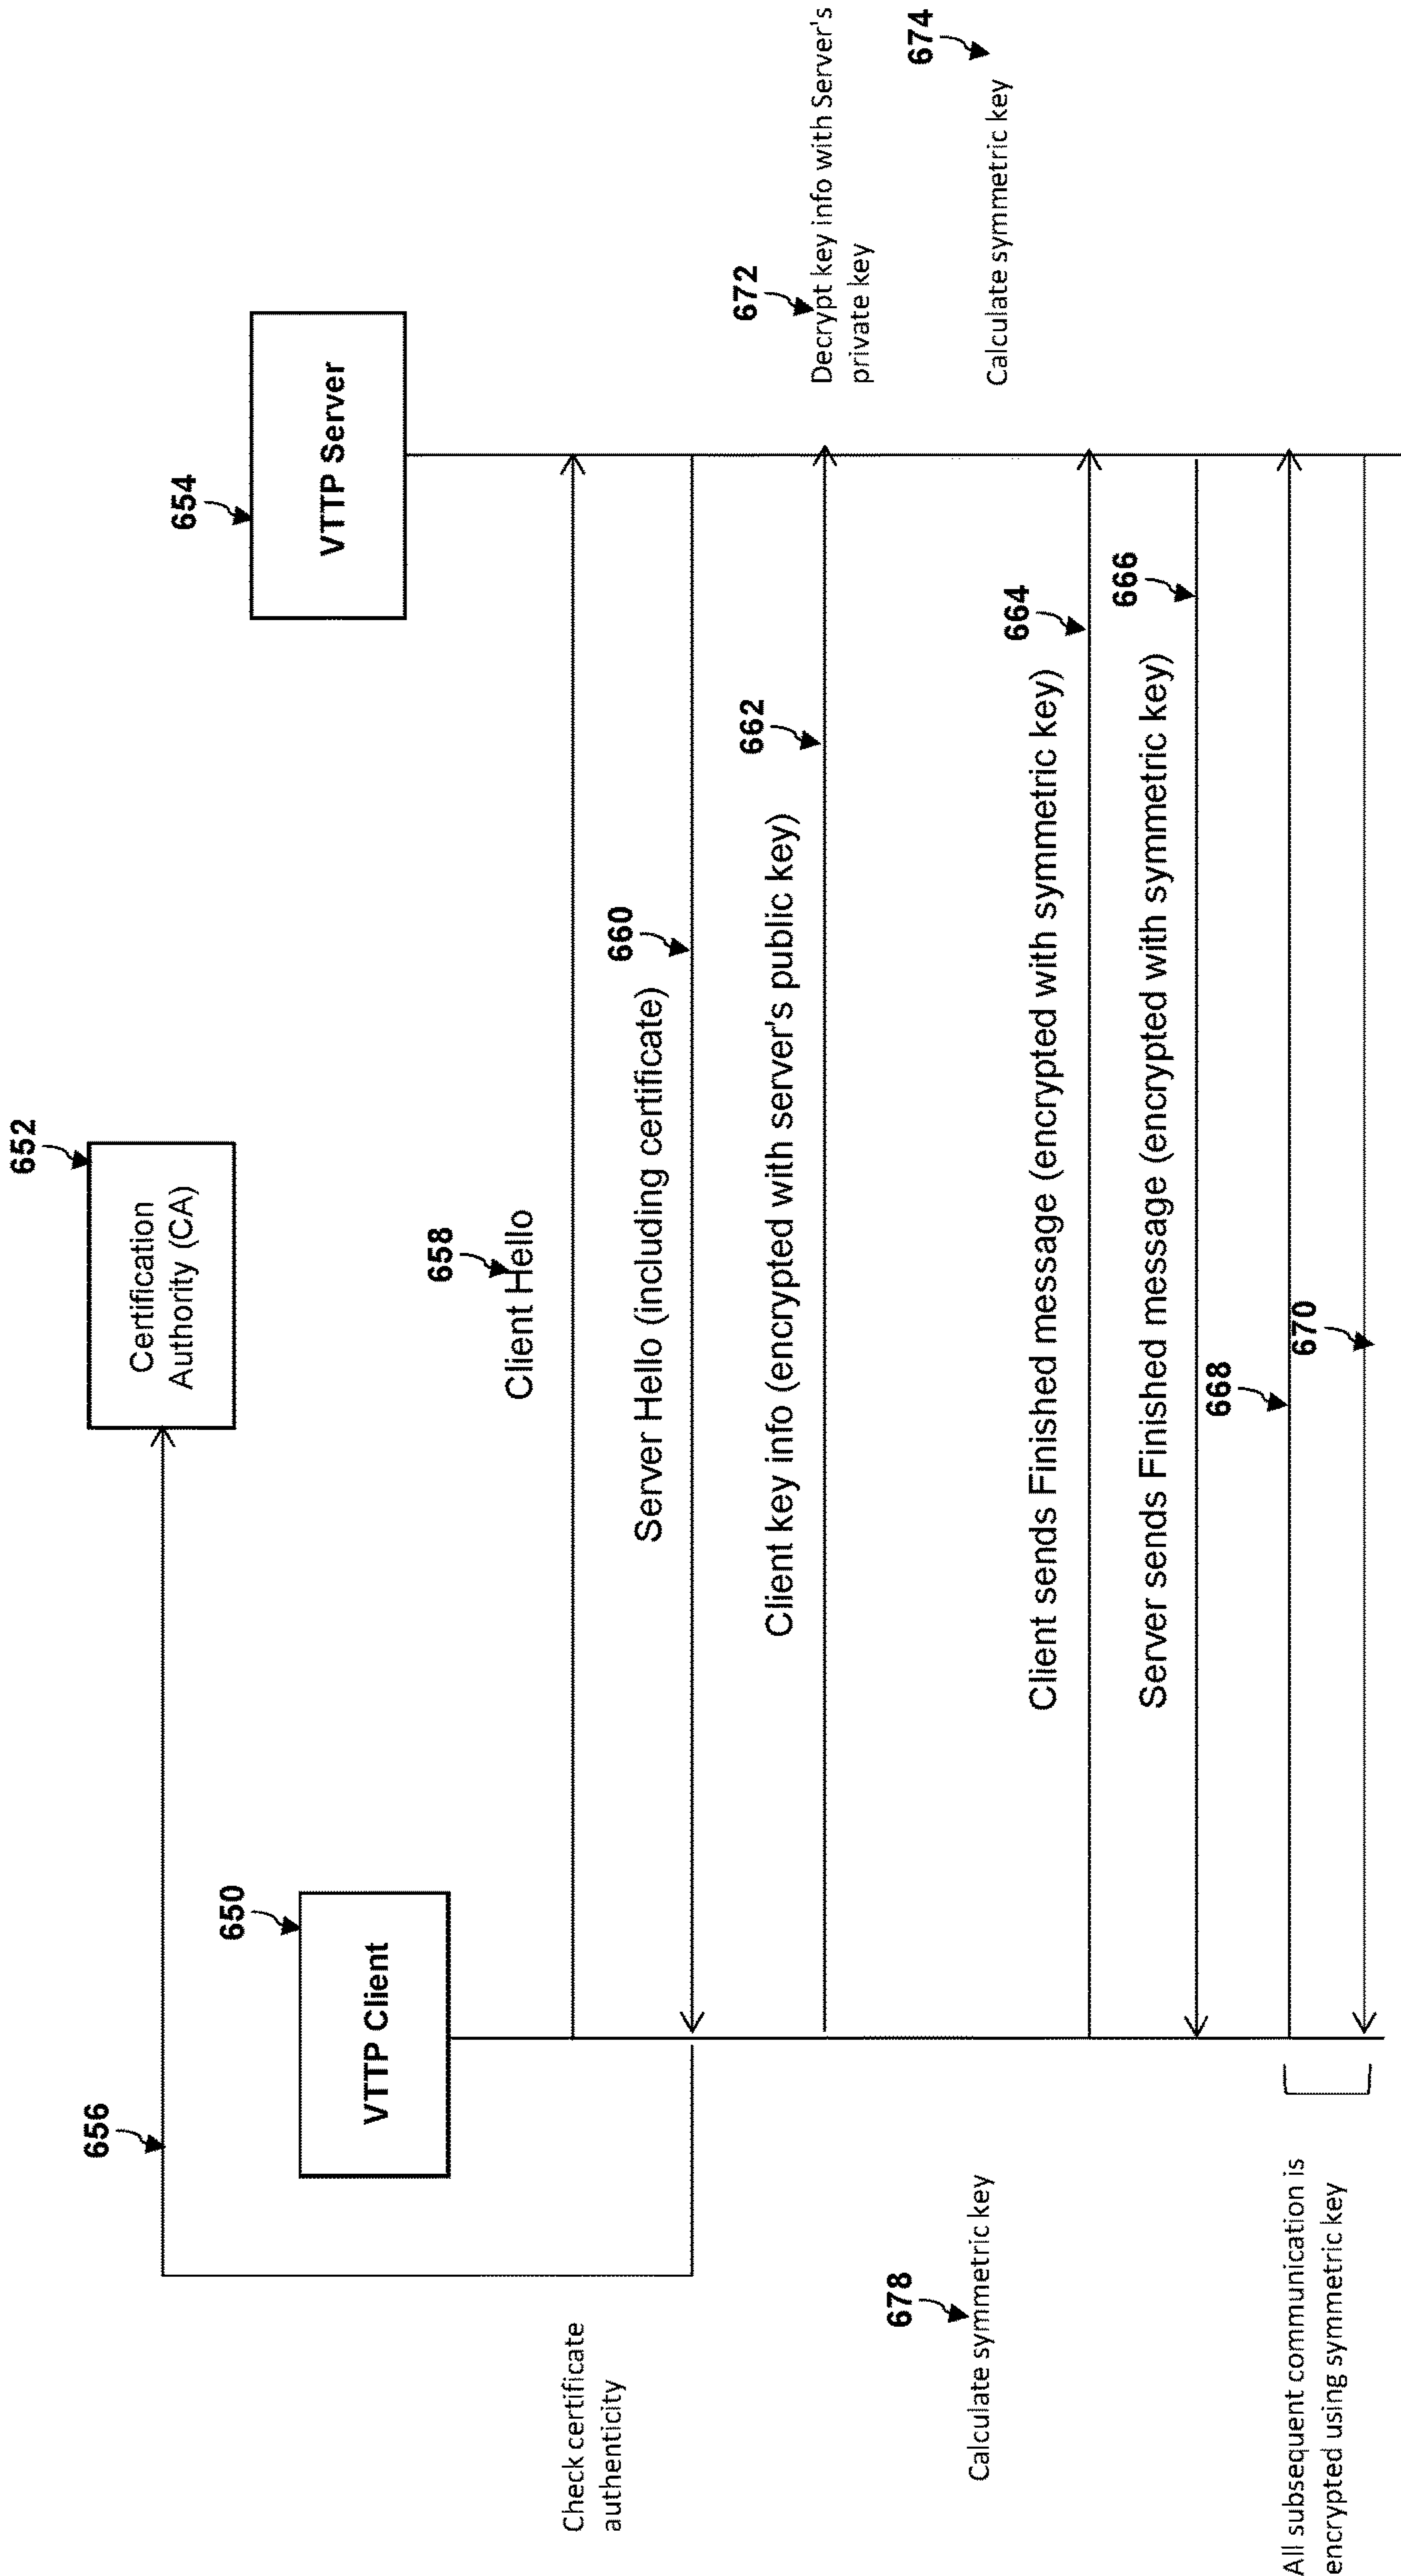 652
Certification
Authority (CA)
656
650
VTTP Client
654
VTTP Server
658
Client Hello
660
Server Hello (including certificate)
Check certificate
authenticity
662
Client key info (encrypted with server's public key)
672
Decrypt key info with Server's
private key
678
Calculate symmetric key
674
Calculate symmetric key
664
Client sends Finished message (encrypted with symmetric key)
666
Server sends Finished message (encrypted with symmetric key)
668
670
All subsequent communication is
encrypted using symmetric key